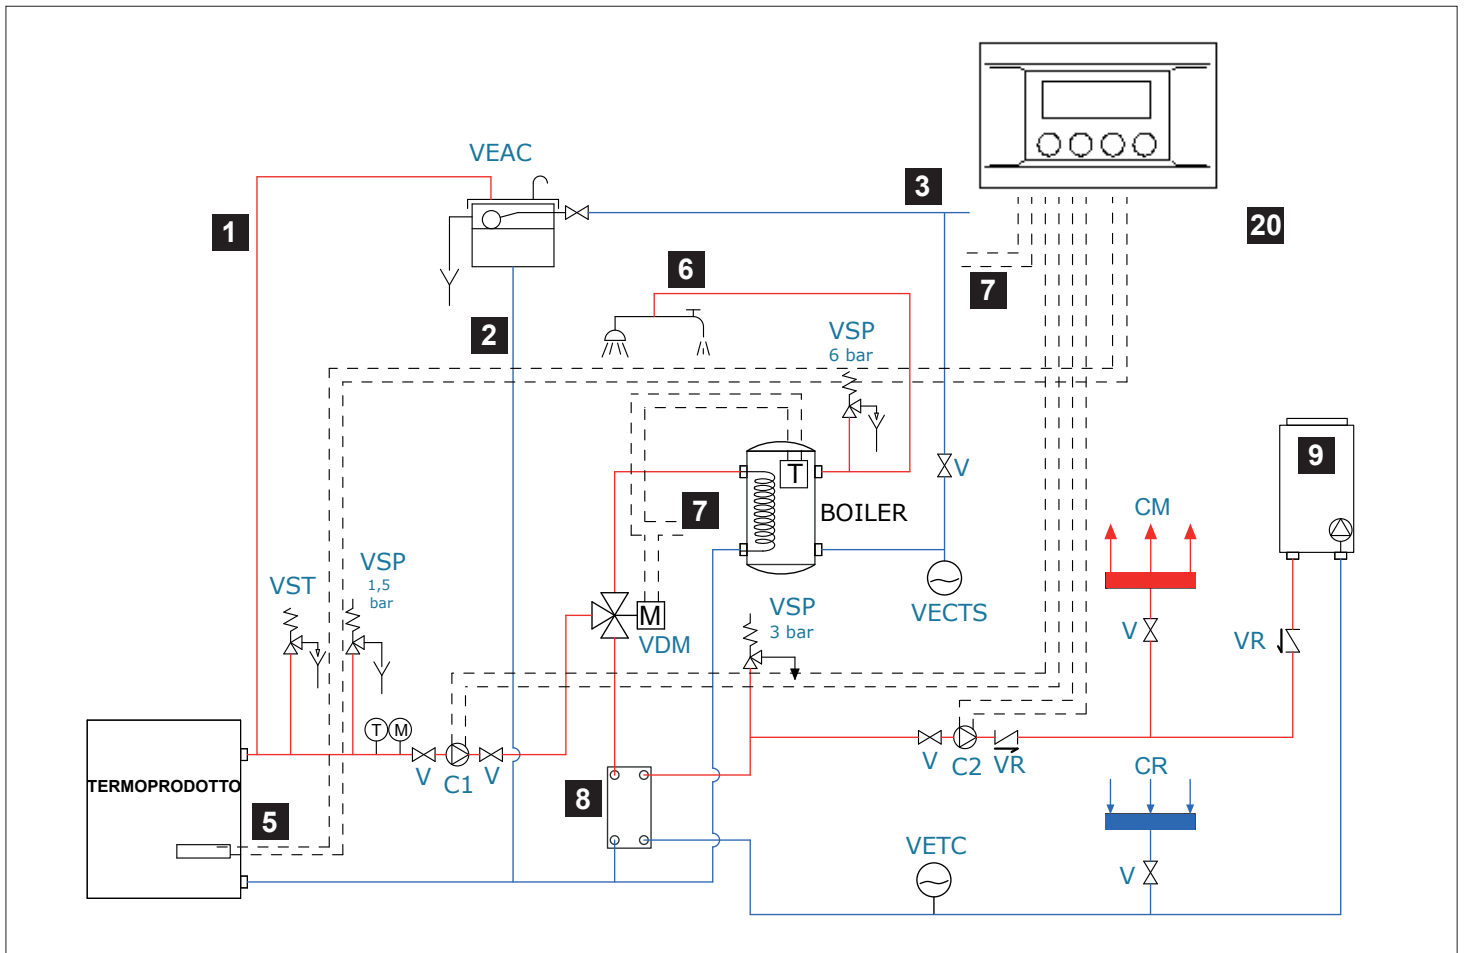 VEAC
3
1
20
6
7
2
VSP
6 bar
9
T
7
BOILER
V
CM
VST
VSP
1,5
bar
VECTS
VSP
3 bar
M
VDM
V
VR
T
M
V
C1
V
V
C2
VR
CR
TERMOPRODOTTO
8
5
VETC
V